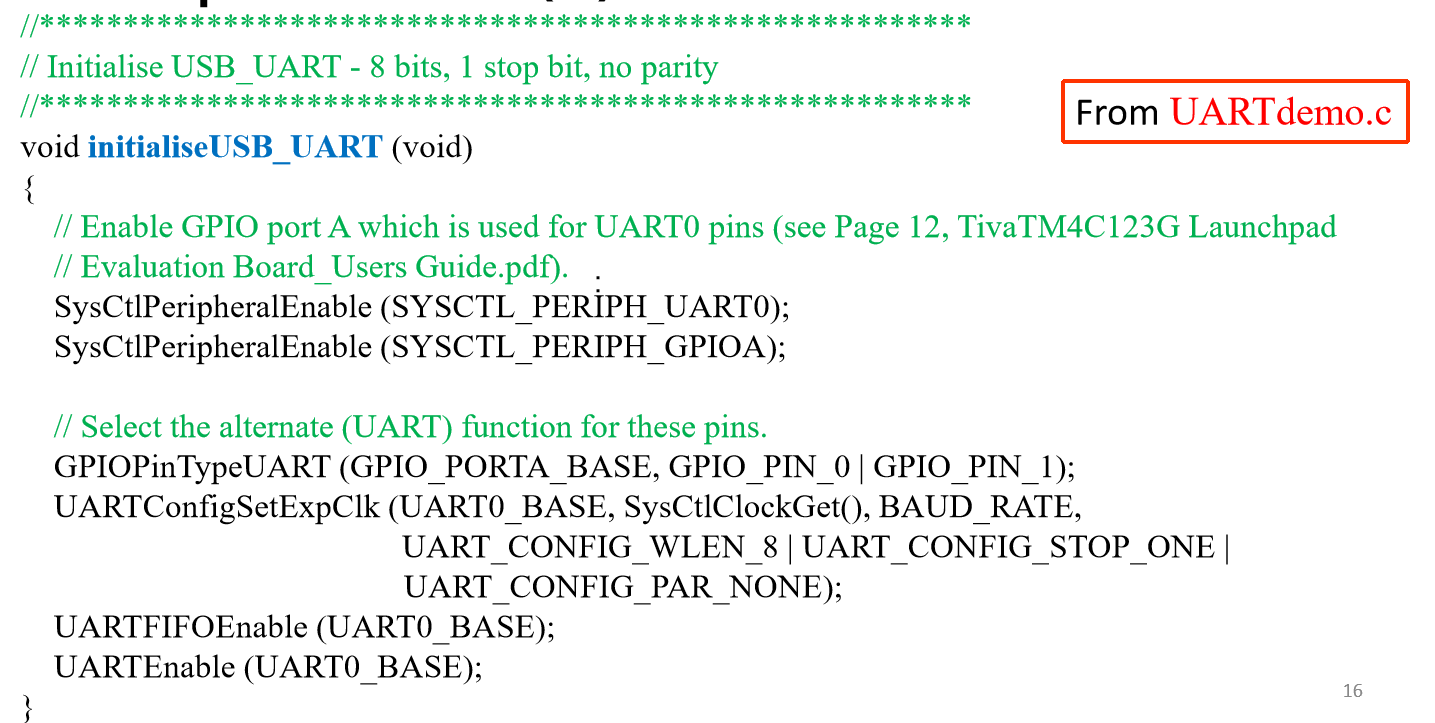 //********************************************************
// Initialise USB_UART - 8 bits, 1 stop bit, no parity
//********************************************************
From UARTdemo.c
void initialiseUSB_UART (void)
{
// Enable GPIO port A which is used for UART0 pins (see Page 12, TivaTM4C123G Launchpad
// Evaluation Board_Users Guide.pdf).
SysCtlPeripheralEnable (SYSCTL_PERIPH_UART0);
SysCtlPeripheralEnable (SYSCTL_PERIPH_GPIOA);
// Select the alternate (UART) function for these pins.
GPIOPinTypeUART (GPIO_PORTA_BASE, GPIO_PIN_0 | GPIO_PIN_1);
UARTConfigSetExpClk (UART0_BASE, SysCtlClockGet(), BAUD_RATE,
UART_CONFIG_WLEN_8 | UART_CONFIG_STOP_ONE |
UART_CONFIG_PAR_NONE);
UARTFIFOEnable (UART0_BASE);
UARTEnable (UART0_BASE);
}
16